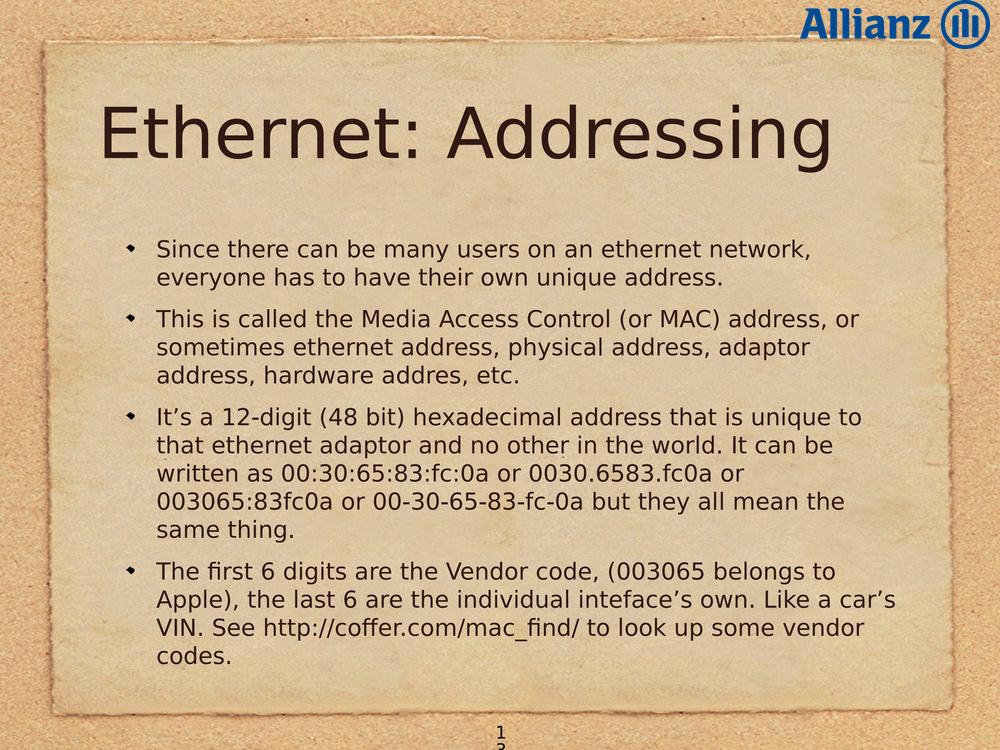 Allianz
Ethernet: Addressing
Since there can be many users on an ethernet network,
everyone has to have their own unique address.
This is called the Media Access Control (or MAC) address, or
sometimes ethernet address, physical address, adaptor
address, hardware addres, etc.
It’s a 12-digit (48 bit) hexadecimal address that is unique to
that ethernet adaptor and no other in the world. It can be
written as 00:30:65:83:fc:0a or 0030.6583.fc0a or
003065:83fc0a or 00-30-65-83-fc-0a but they all mean the
same thing.
The first 6 digits are the Vendor code, (003065 belongs to
Apple), the last 6 are the individual inteface’s own. Like a car’s
VIN. See http://coffer.com/mac_find/ to look up some vendor
codes.
1